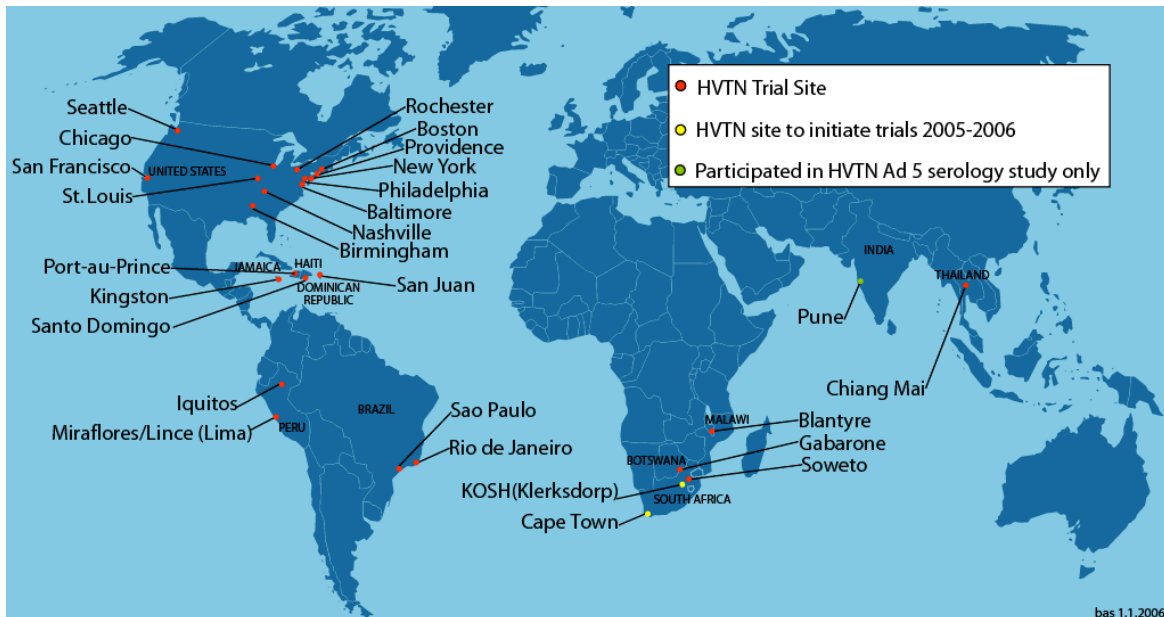 HVTN Trial Site
HVTN site to initiate trials 2005-2006
Participated in HVTN Ad 5 serology study only
Seattle
Chicago
San Francisco
UNITED STATES
St. Louis
Rochester
Boston
Providence
New York
Philadelphia
Baltimore
Nashville
Birmingham
Port-au-Prince
JAMAICA
HAITI
DOMINICAN
REPUBLIC
San Juan
Kingston
Santo Domingo
Iquitos
Miraflores/Lince (Lima)
PERU
BRAZIL
Sao Paulo
Rio de Janeiro
INDIA
THAILAND
Pune
Chiang Mai
MALAWI
Blantyre
Gabarone
BOTSWANA
Soweto
KOSH(Klerksdorp)
SOUTH AFRICA
Cape Town
bas 1.1.2006